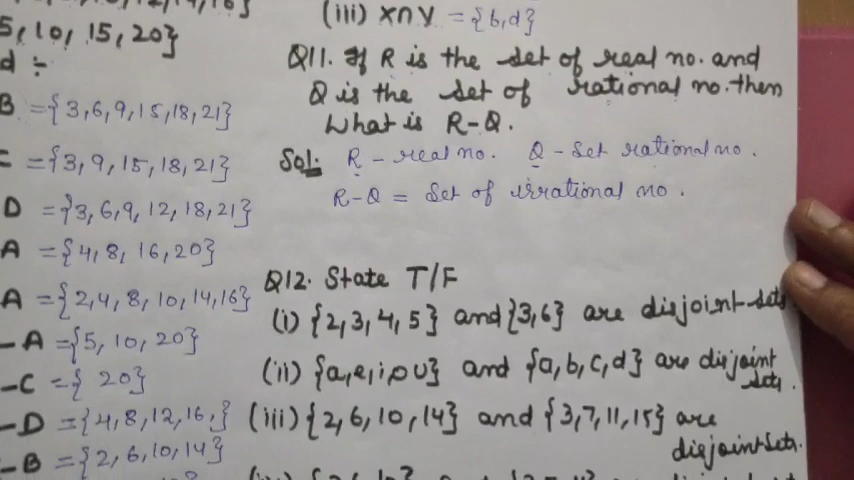 5, 10, 15, 20}
d ÷
B = {3, 6, 9, 15, 18, 21}
= {3, 9, 15, 18, 21}
D = {3, 6, 9, 12, 18, 21}
A = {4, 8, 16, 20}
A = {2, 4, 8, 10, 14, 16}
-A = {5, 10, 20}
-C = { 20}
-D = {4, 8, 12, 16, }
-B = {2, 6, 10, 14}
(iii) X∩Y = {b, d}
Q11. If R is the set of real no. and
Q is the set of rational no. then
What is R-Q.
Sol. R - real no. Q - Set rational no.
R-Q = Set of irrational no.
Q12. State T/F
(i) {2, 3, 4, 5} and {3, 6} are disjoint sets.
(ii) {a, e, i, o, u} and {a, b, c, d} are disjoint
sets.
(iii) {2, 6, 10, 14} and {3, 7, 11, 15} are
disjoint sets.